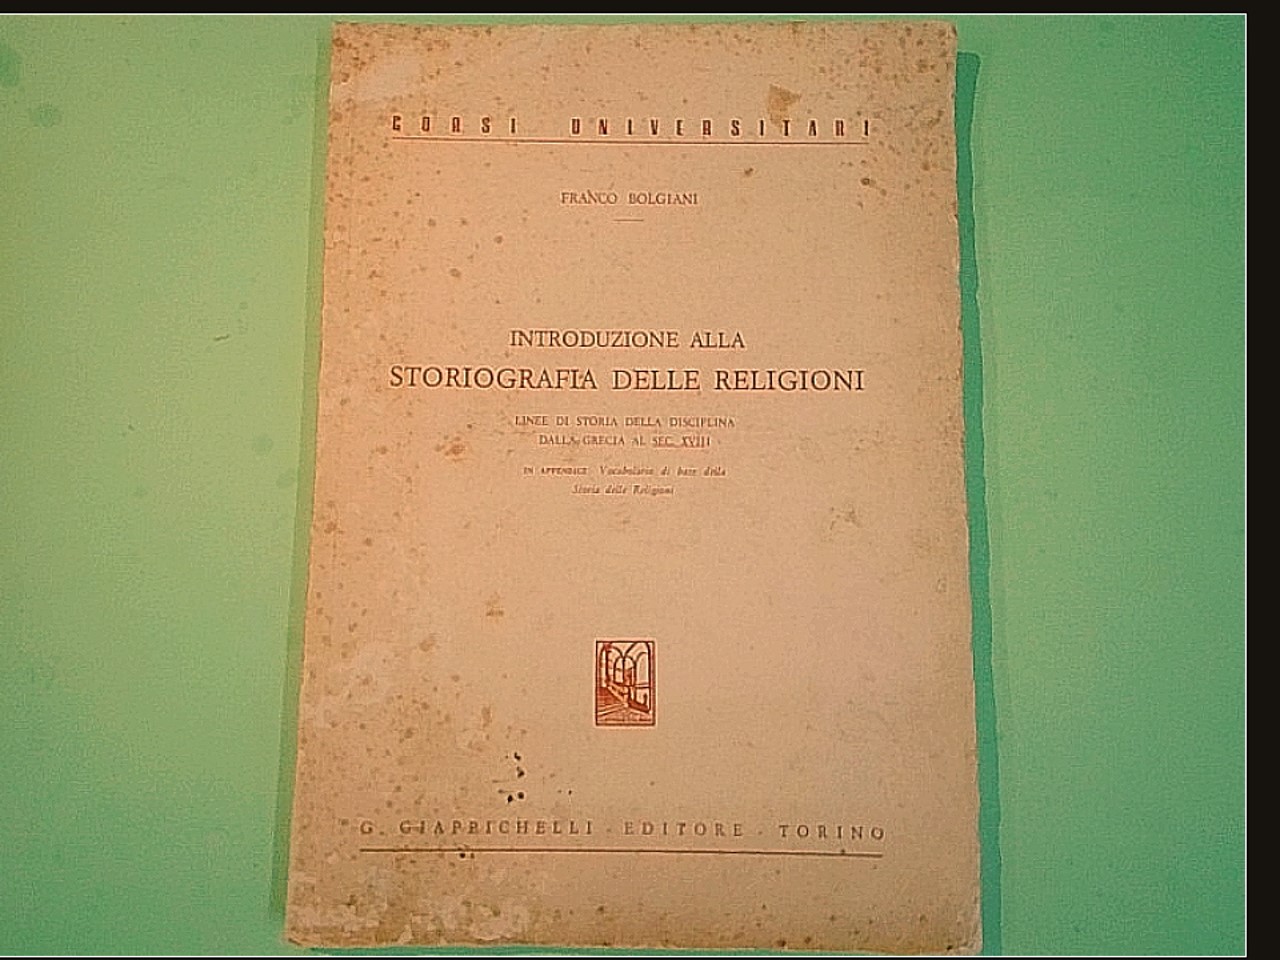 CORSI UNIVERSITARI
FRANCO BOLGIANI
INTRODUZIONE ALLA
STORIOGRAFIA DELLE RELIGIONI
LINEE DI STORIA DELLA DISCIPLINA
DALLA GRECIA AL SEC. XVIII
IN APPENDICE: Vocabolario di base della
Storia delle Religioni
G. GIAPPICHELLI - EDITORE - TORINO